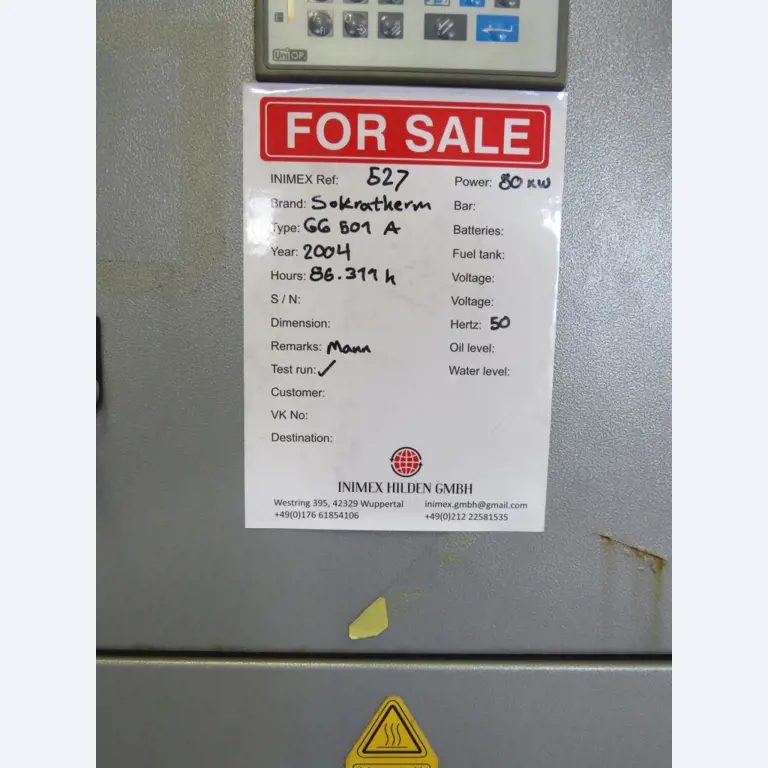 UniOP
FOR SALE
INIMEX Ref: 527
Power: 80 KW
Brand: Sokratherm
Bar:
Type: GG 501 A
Batteries:
Year: 2004
Fuel tank:
Hours: 86.311 h
Voltage:
S / N:
Voltage:
Dimension:
Hertz: 50
Remarks: Mann
Oil level:
Test run: ✓
Water level:
Customer:
VK No:
Destination:
INIMEX HILDEN GMBH
Westring 395, 42329 Wuppertal
inimex.gmbh@gmail.com
+49(0)176 61854106
+49(0)212 22581535